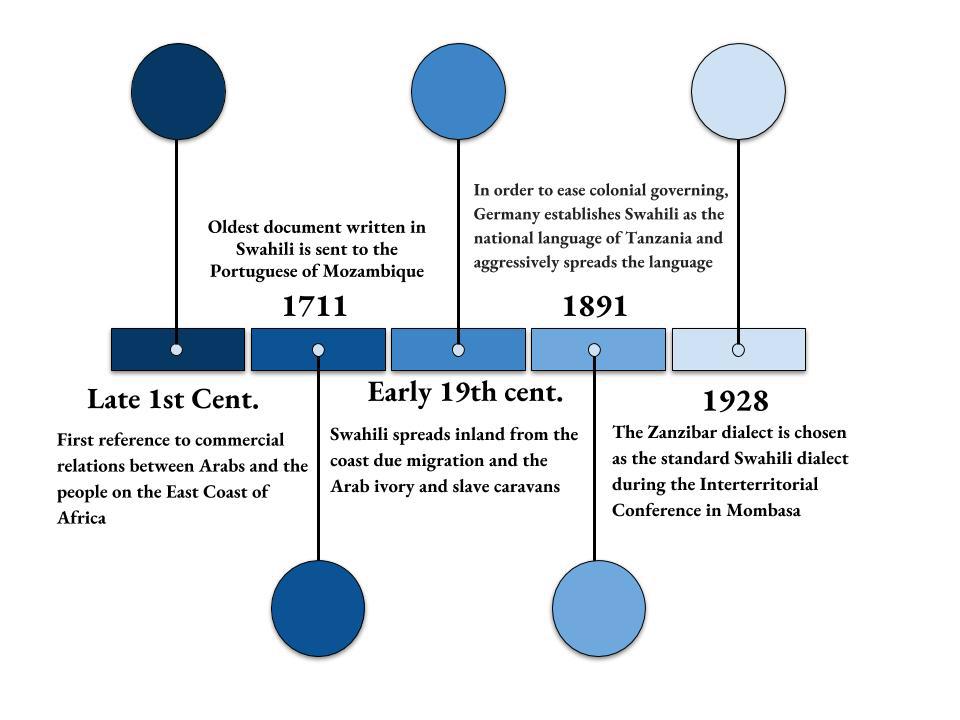 Late 1st Cent.
First reference to commercial
relations between Arabs and the
people on the East Coast of
Africa
Oldest document written in
Swahili is sent to the
Portuguese of Mozambique
1711
Early 19th cent.
Swahili spreads inland from the
coast due migration and the
Arab ivory and slave caravans
In order to ease colonial governing,
Germany establishes Swahili as the
national language of Tanzania and
aggressively spreads the language
1891
1928
The Zanzibar dialect is chosen
as the standard Swahili dialect
during the Interterritorial
Conference in Mombasa